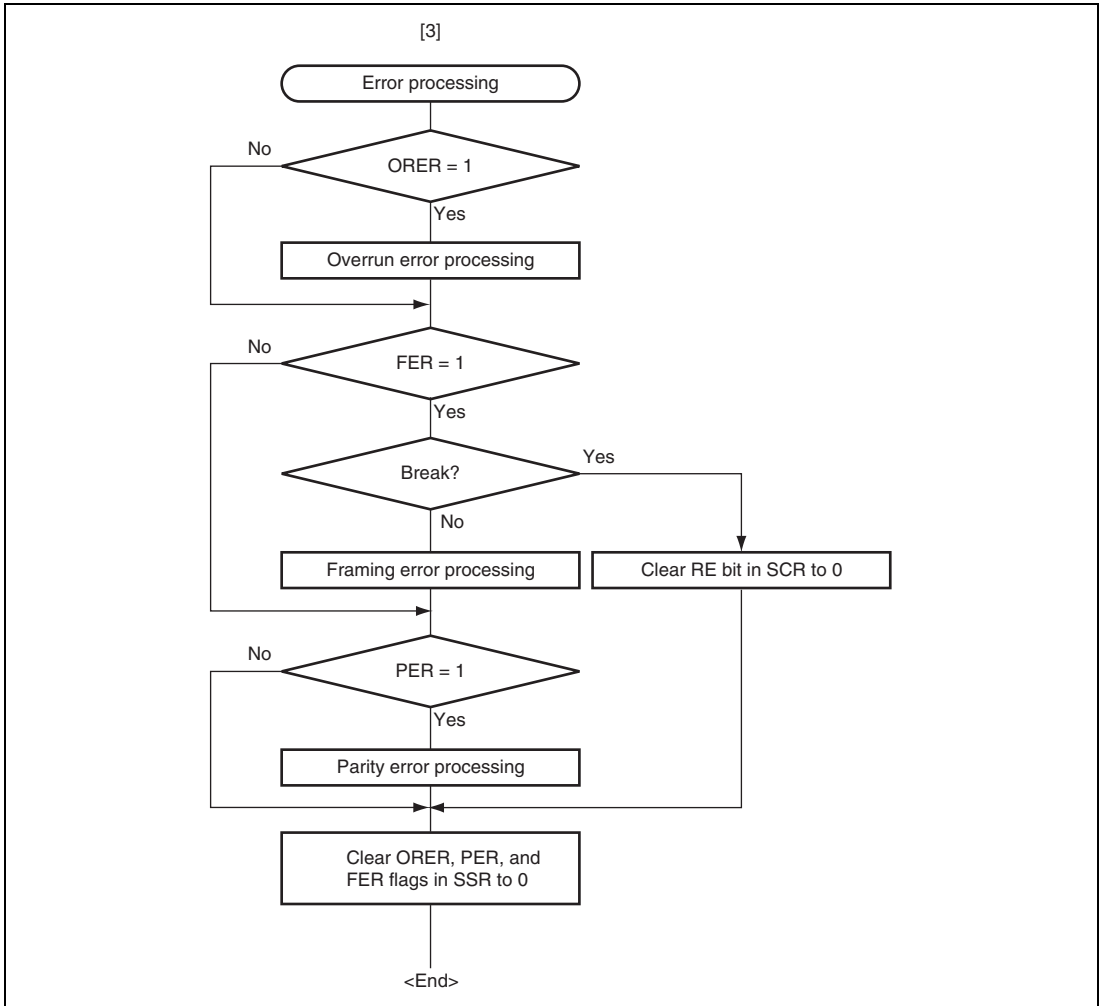 [3]
Error processing
No
ORER = 1
Yes
Overrun error processing
No
FER = 1
Yes
Break?
Yes
No
Framing error processing
Clear RE bit in SCR to 0
No
PER = 1
Yes
Parity error processing
Clear ORER, PER, and
FER flags in SSR to 0
<End>